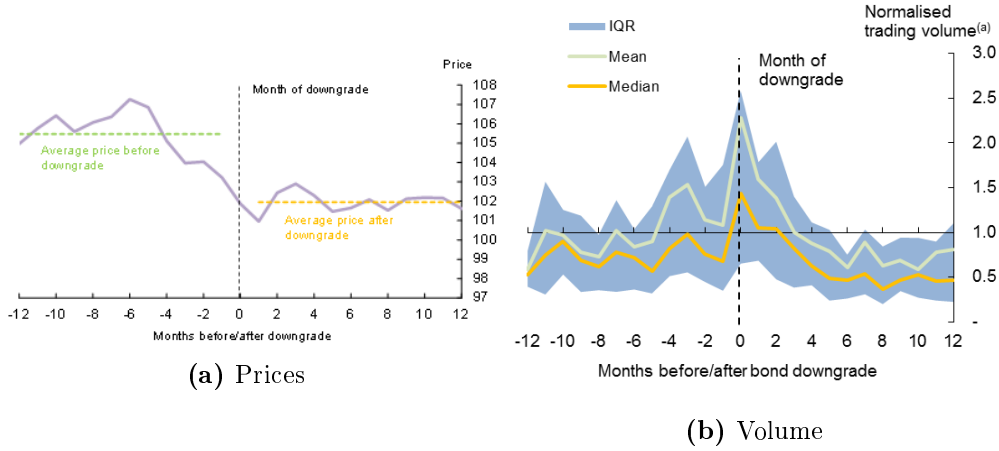 Price
108
107
106
105
104
103
102
101
100
99
98
97
Month of downgrade
Average price before
downgrade
Average price after
downgrade
-12 -10 -8 -6 -4 -2 0 2 4 6 8 10 12
Months before/after downgrade
(a) Prices
Normalised
trading volume(a)
IQR
Mean
Median
Month of
downgrade
3.0
2.5
2.0
1.5
1.0
0.5
-
-12 -10 -8 -6 -4 -2 0 2 4 6 8 10 12
Months before/after bond downgrade
(b) Volume